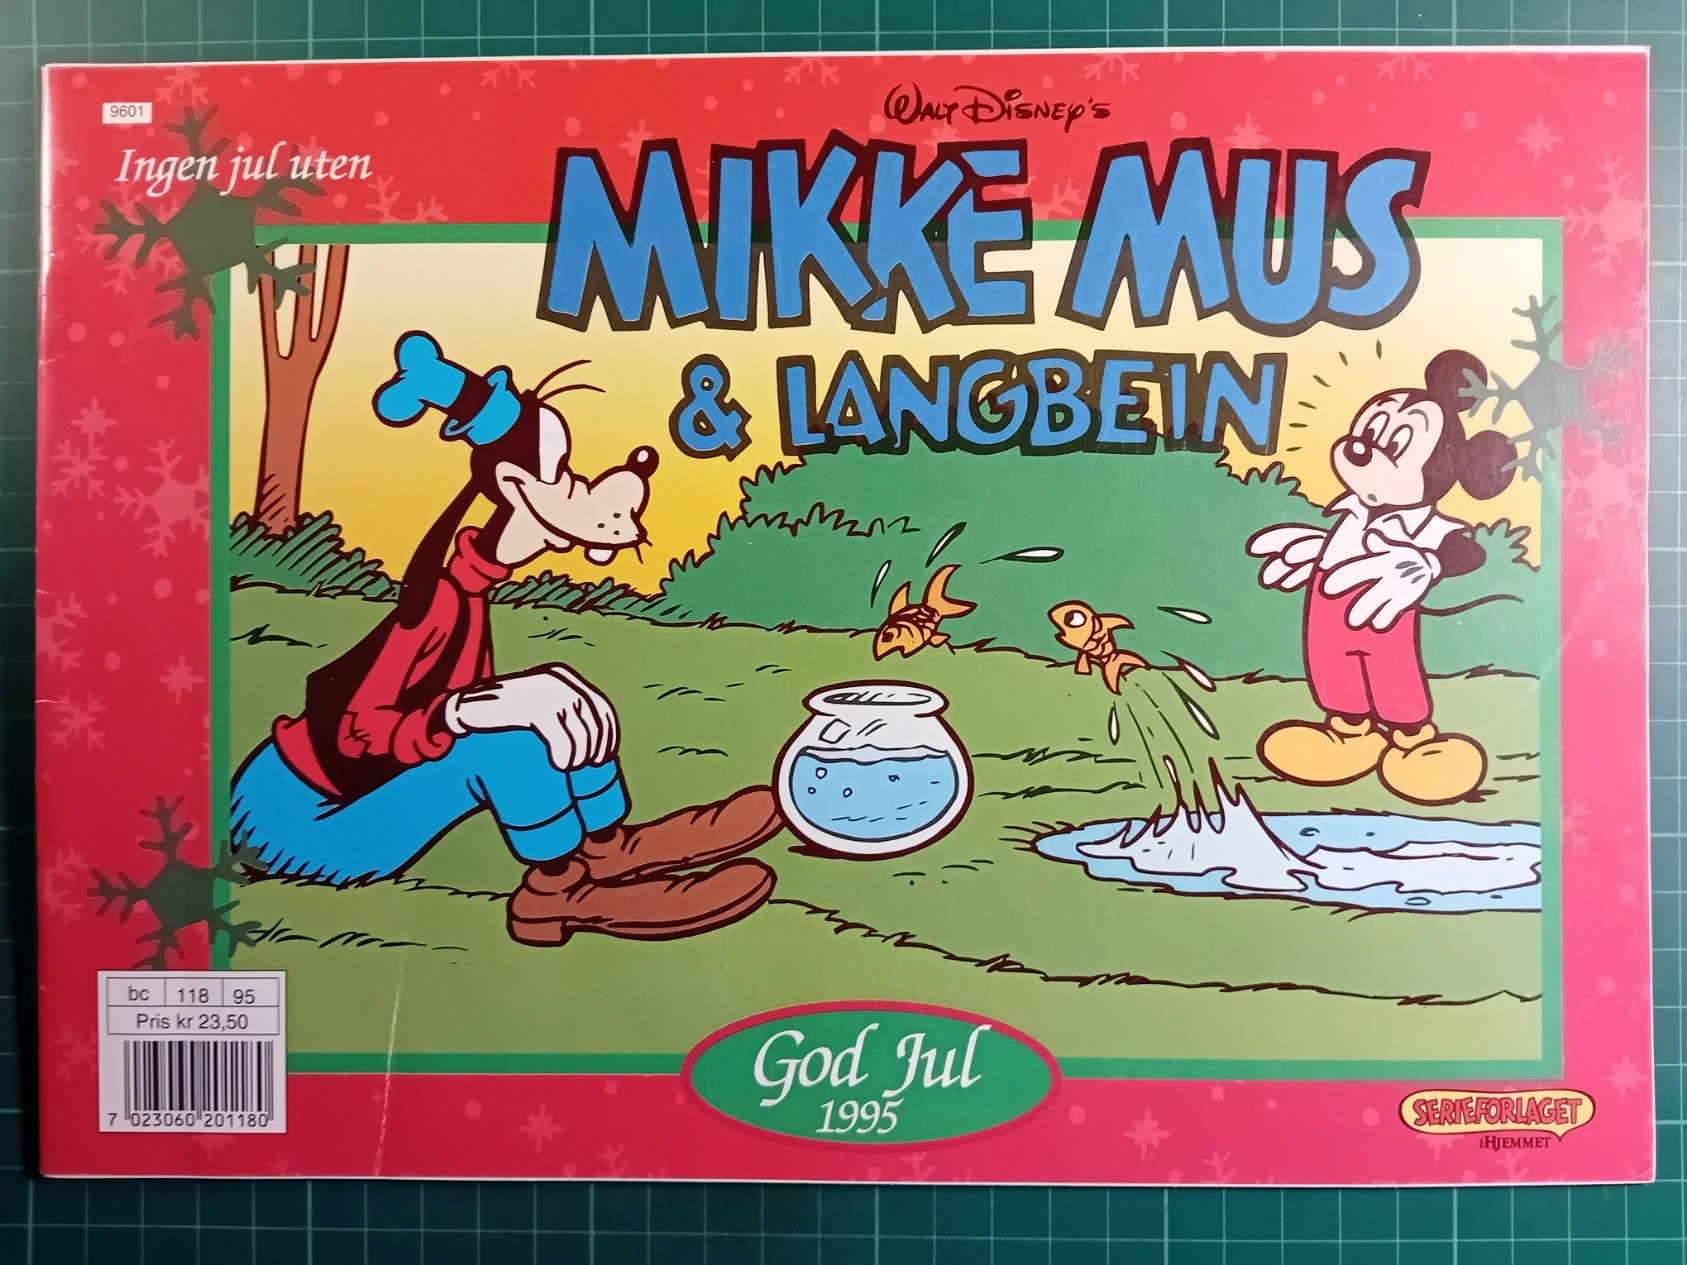 9601
Ingen jul uten
WALT DISNEY'S
MIKKE MUS
& LANGBEIN
bc 118 95
Pris kr 23,50
7 023060 201180
God Jul
1995
SERIEFORLAGET
HJEMMET